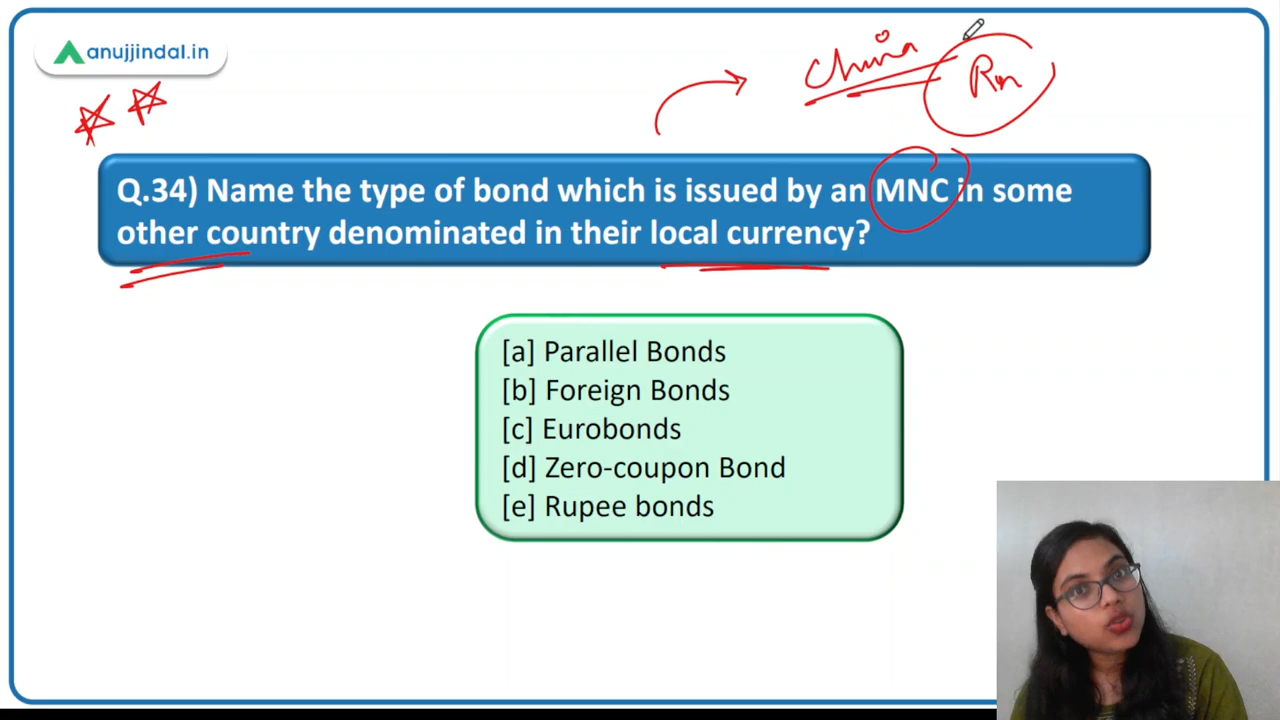 anujjindal.in
China
Q.34) Name the type of bond which is issued by an MNC in some
other country denominated in their local currency?
[a] Parallel Bonds
[b] Foreign Bonds
[c] Eurobonds
[d] Zero-coupon Bond
[e] Rupee bonds